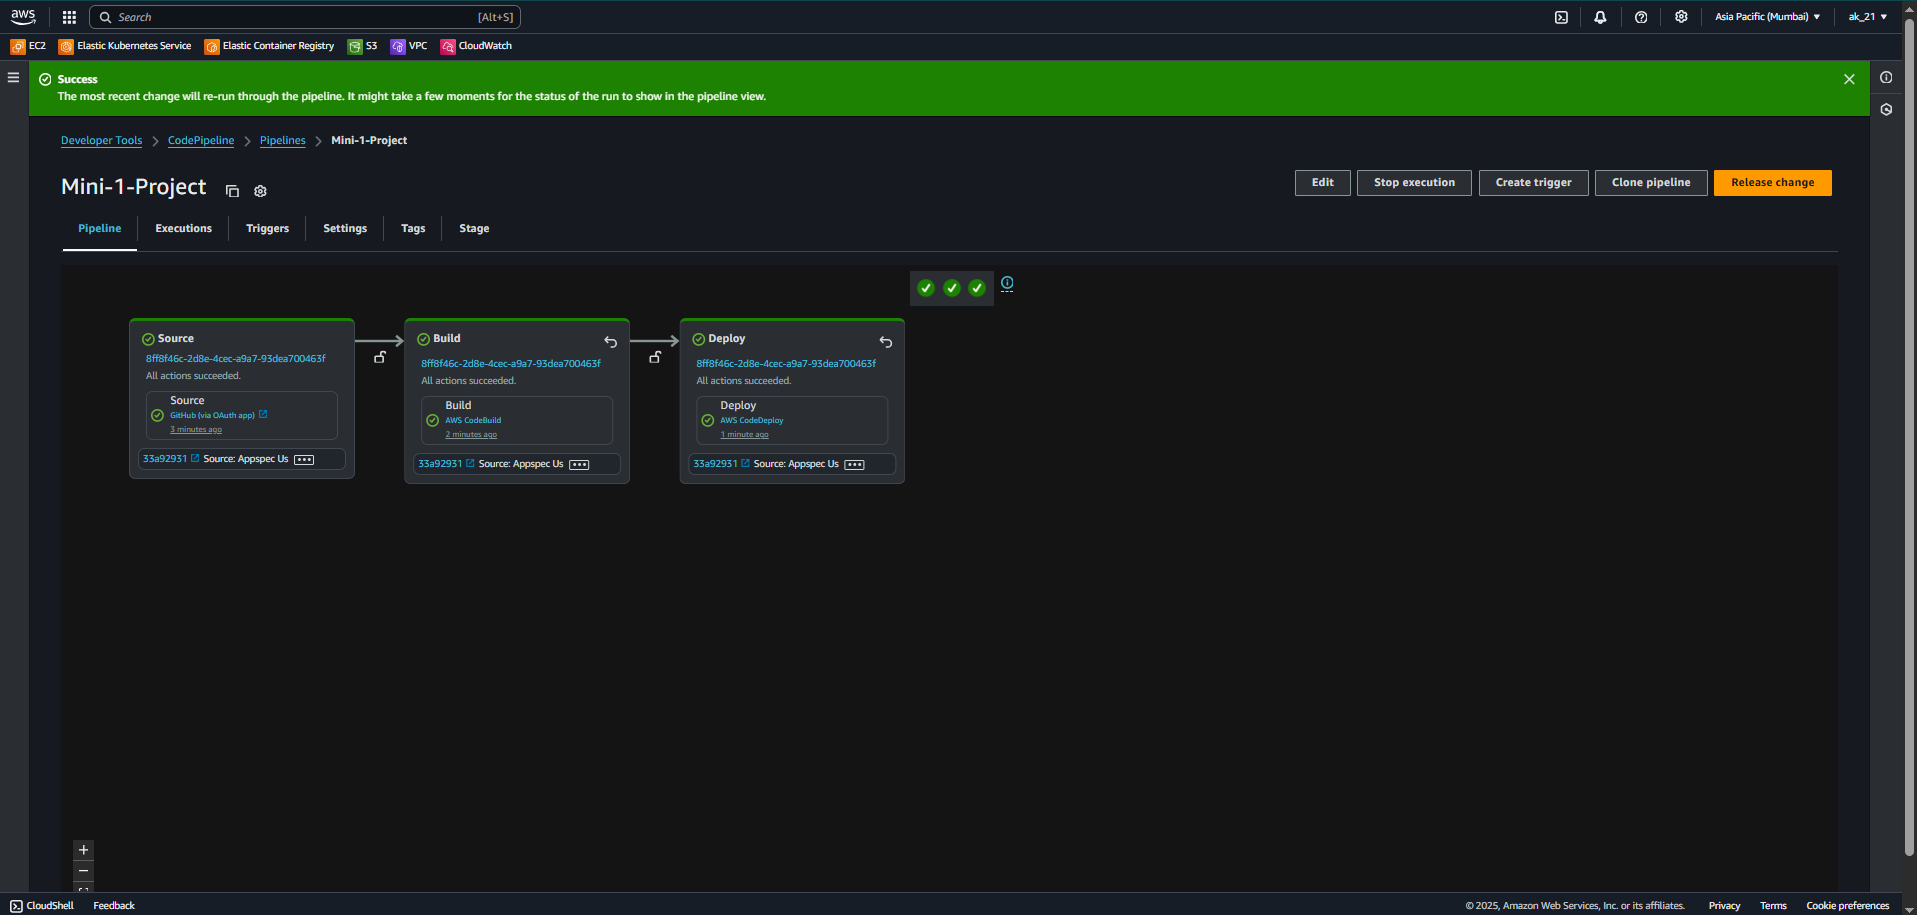 aws
Search
[Alt+S]
Asia Pacific (Mumbai)
ak_21
EC2
Elastic Kubernetes Service
Elastic Container Registry
S3
VPC
CloudWatch
Success
The most recent change will re-run through the pipeline. It might take a few moments for the status of the run to show in the pipeline view.
Developer Tools
CodePipeline
Pipelines
Mini-1-Project
Mini-1-Project
Edit
Stop execution
Create trigger
Clone pipeline
Release change
Pipeline
Executions
Triggers
Settings
Tags
Stage
Source
8ff8f46c-2d8e-4cec-a9a7-93dea700463f
All actions succeeded.
Source
GitHub (via OAuth app)
3 minutes ago
33a92931 Source: Appspec Us
Build
8ff8f46c-2d8e-4cec-a9a7-93dea700463f
All actions succeeded.
Build
AWS CodeBuild
2 minutes ago
33a92931 Source: Appspec Us
Deploy
8ff8f46c-2d8e-4cec-a9a7-93dea700463f
All actions succeeded.
Deploy
AWS CodeDeploy
1 minute ago
33a92931 Source: Appspec Us
CloudShell
Feedback
© 2025, Amazon Web Services, Inc. or its affiliates.
Privacy
Terms
Cookie preferences